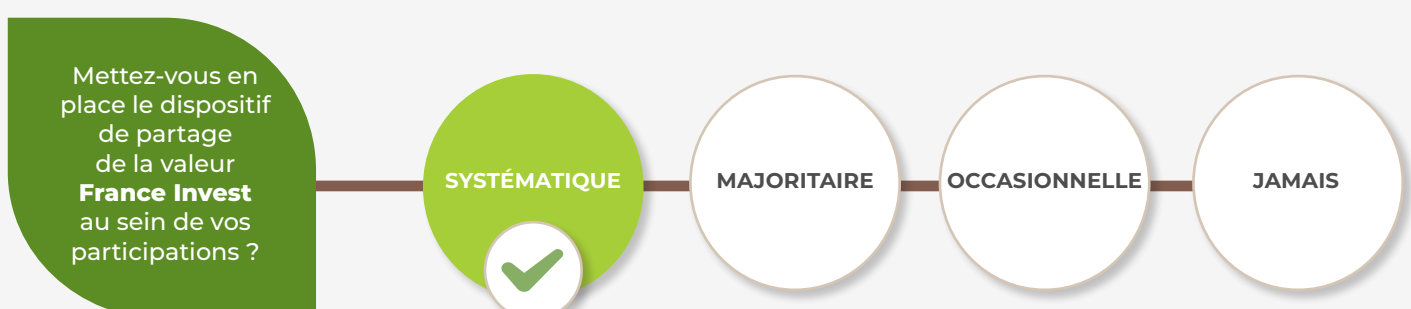 Mettez-vous en
place le dispositif
de partage
de la valeur
France Invest
au sein de vos
participations ?
SYSTÉMATIQUE
MAJORITAIRE
OCCASIONNELLE
JAMAIS